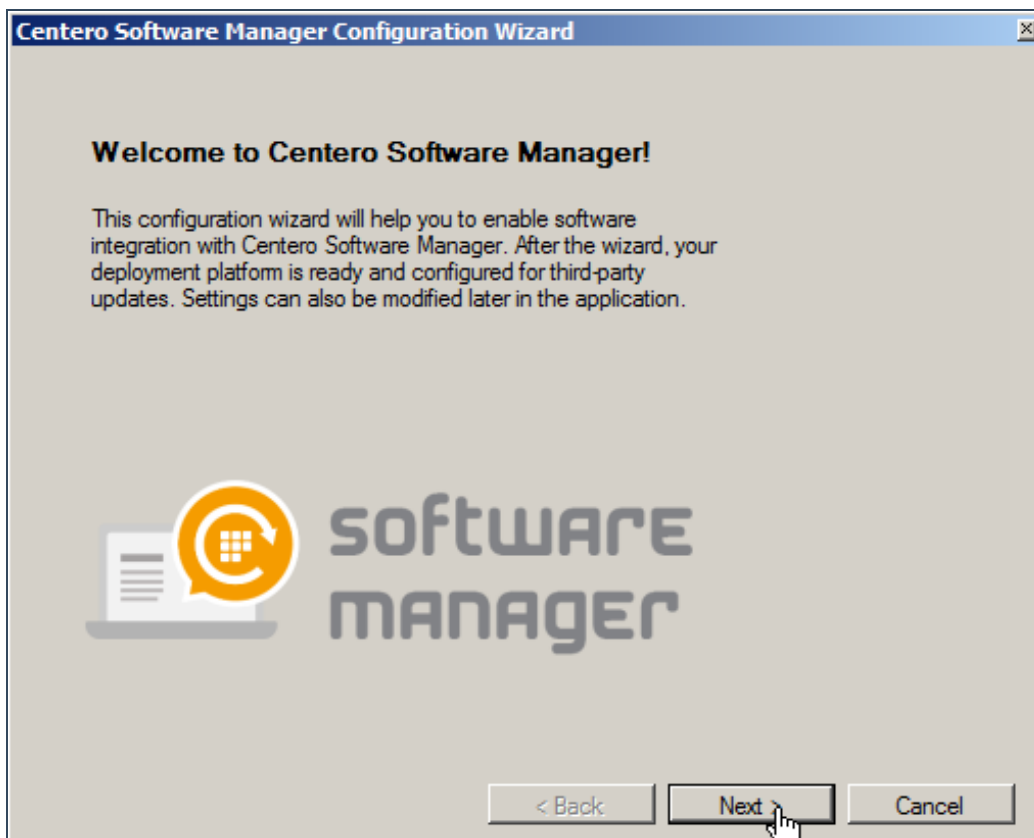 Centero Software Manager Configuration Wizard
Welcome to Centero Software Manager!
This configuration wizard will help you to enable software
integration with Centero Software Manager. After the wizard, your
deployment platform is ready and configured for third-party
updates. Settings can also be modified later in the application.
software
manager
< Back
Next >
Cancel